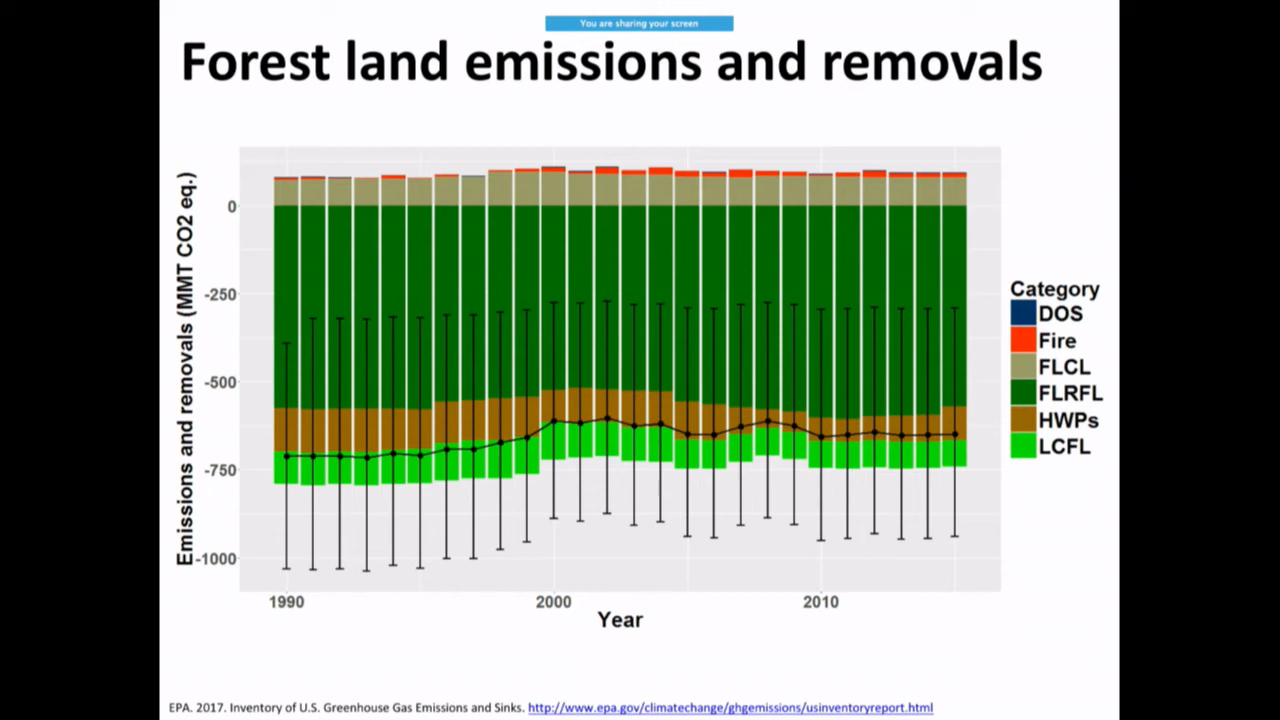 You are sharing your screen
Forest land emissions and removals
Emissions and removals (MMT CO2 eq.)
0
-250
-500
-750
-1000
1990
2000
2010
Year
Category
DOS
Fire
FLCL
FLRFL
HWPs
LCFL
EPA. 2017. Inventory of U.S. Greenhouse Gas Emissions and Sinks. http://www.epa.gov/climatechange/ghgemissions/usinventoryreport.html